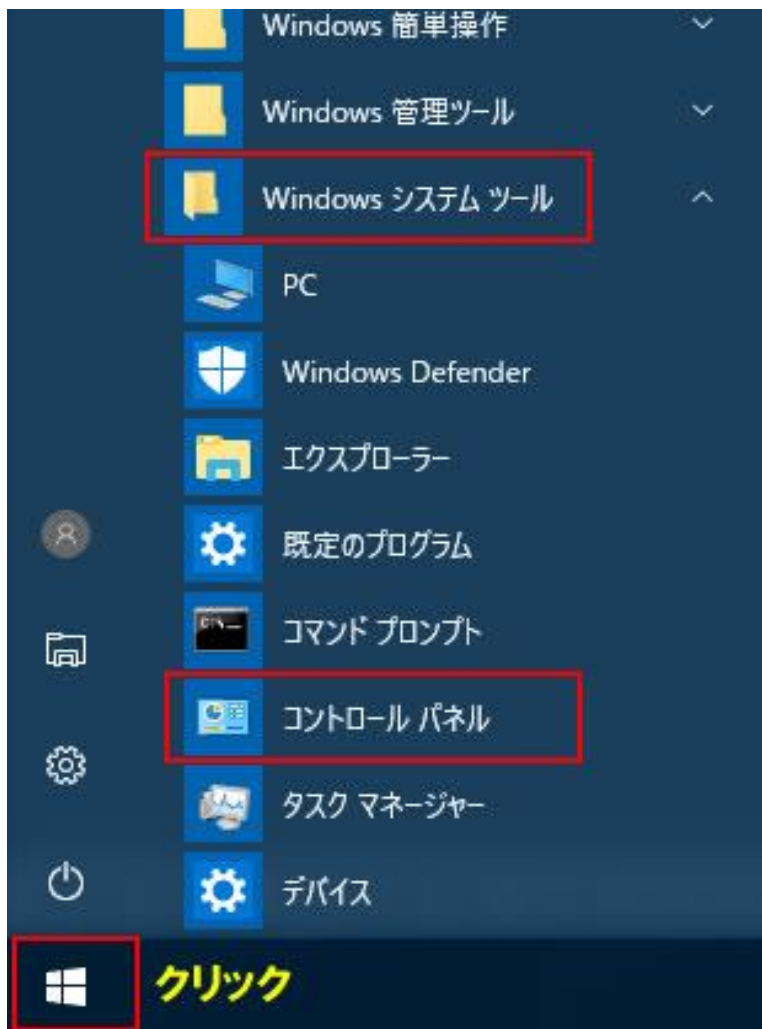 Windows 簡単操作
Windows 管理ツール
Windows システム ツール
PC
Windows Defender
エクスプローラー
既定のプログラム
コマンド プロンプト
コントロール パネル
タスク マネージャー
デバイス
クリック